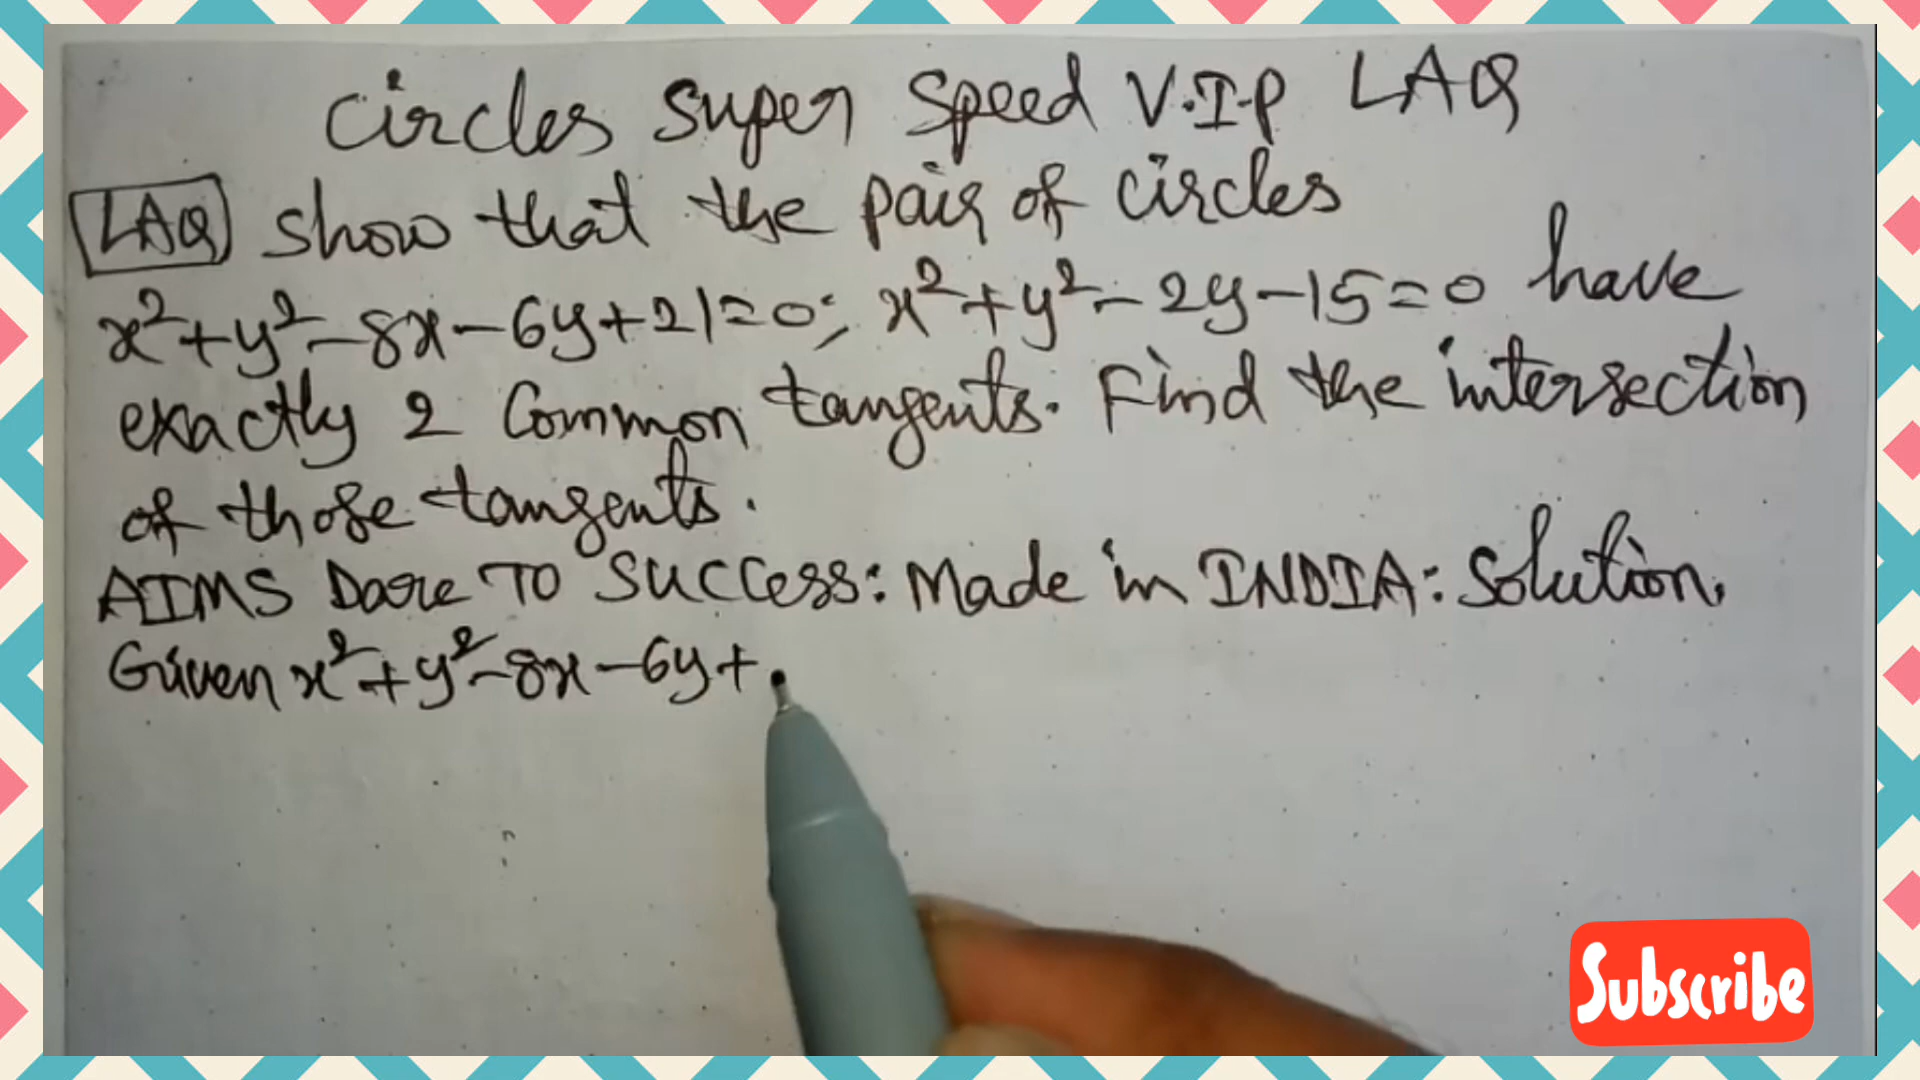 Circles Super Speed V.I.P LAQ
LAQ Show that the pair of circles
x²+y²-8x-6y+21=0; x²+y²-2y-15=0 have
exactly 2 Common tangents. Find the intersection
of those tangents.
AIMS Dare TO SUCCess: Made in INDIA: Solution.
Given x²+y²-8x-6y+
Subscribe